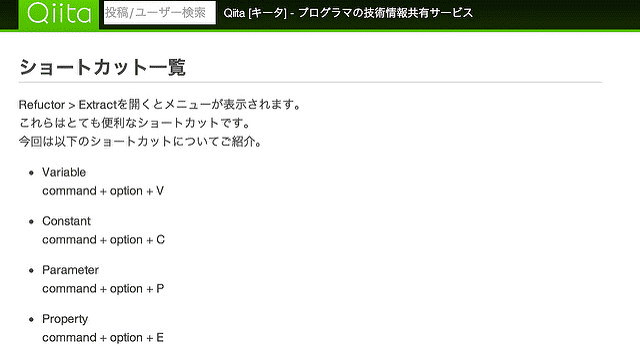 Qiita 投稿/ユーザー検索 Qiita [キータ] - プログラマの技術情報共有サービス
ショートカット一覧
Refuctor > Extractを開くとメニューが表示されます。
これらはとても便利なショートカットです。
今回は以下のショートカットについてご紹介。
Variable
command + option + V
Constant
command + option + C
Parameter
command + option + P
Property
command + option + E